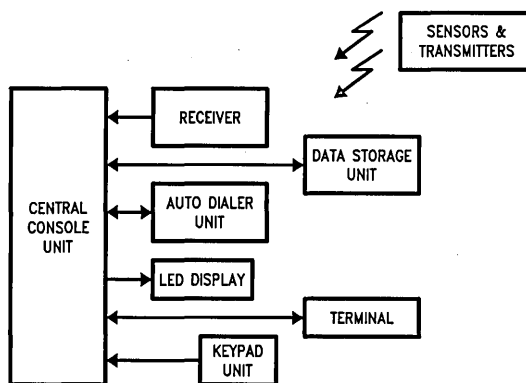 SENSORS &
TRANSMITTERS
RECEIVER
DATA STORAGE
UNIT
CENTRAL
CONSOLE
UNIT
AUTO DIALER
UNIT
LED DISPLAY
TERMINAL
KEYPAD
UNIT